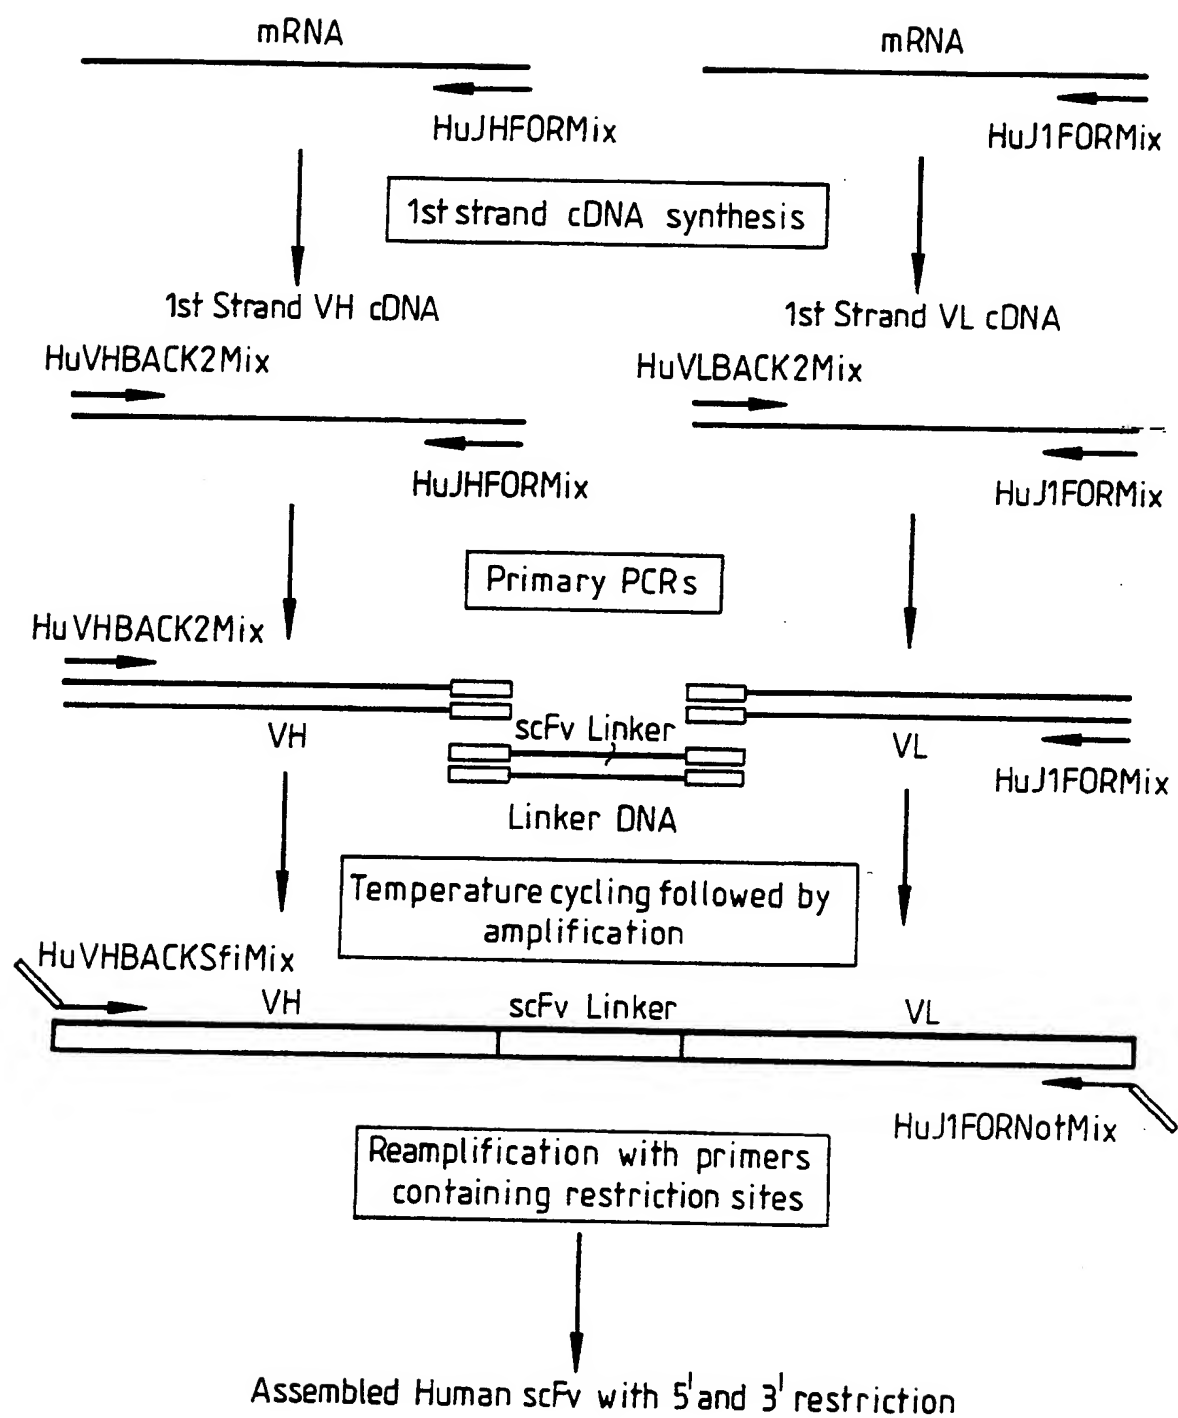 mRNA
mRNA
HuJHFORMix
HuJ1FORMix
1st strand cDNA synthesis
1st Strand VH cDNA
1st Strand VL cDNA
HuVHBACK2Mix
HuVLBACK2Mix
HuJHFORMix
HuJ1FORMix
Primary PCRs
HuVHBACK2Mix
VH
scFv Linker
VL
HuJ1FORMix
Linker DNA
Temperature cycling followed by
amplification
HuVHBACKSfiMix
VH
scFv Linker
VL
HuJ1FORNotMix
Reamplification with primers
containing restriction sites
Assembled Human scFv with 5' and 3' restriction